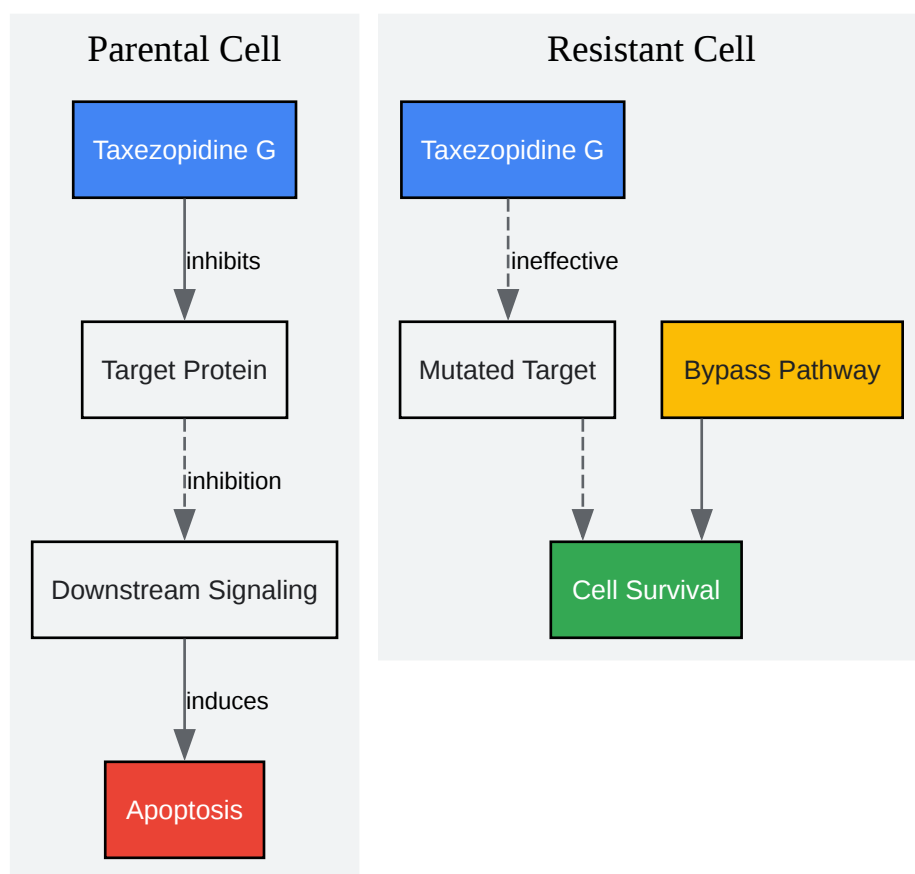 Parental Cell
Taxezopidine G
inhibits
Target Protein
inhibition
Downstream Signaling
induces
Apoptosis
Resistant Cell
Taxezopidine G
ineffective
Mutated Target
Bypass Pathway
Cell Survival